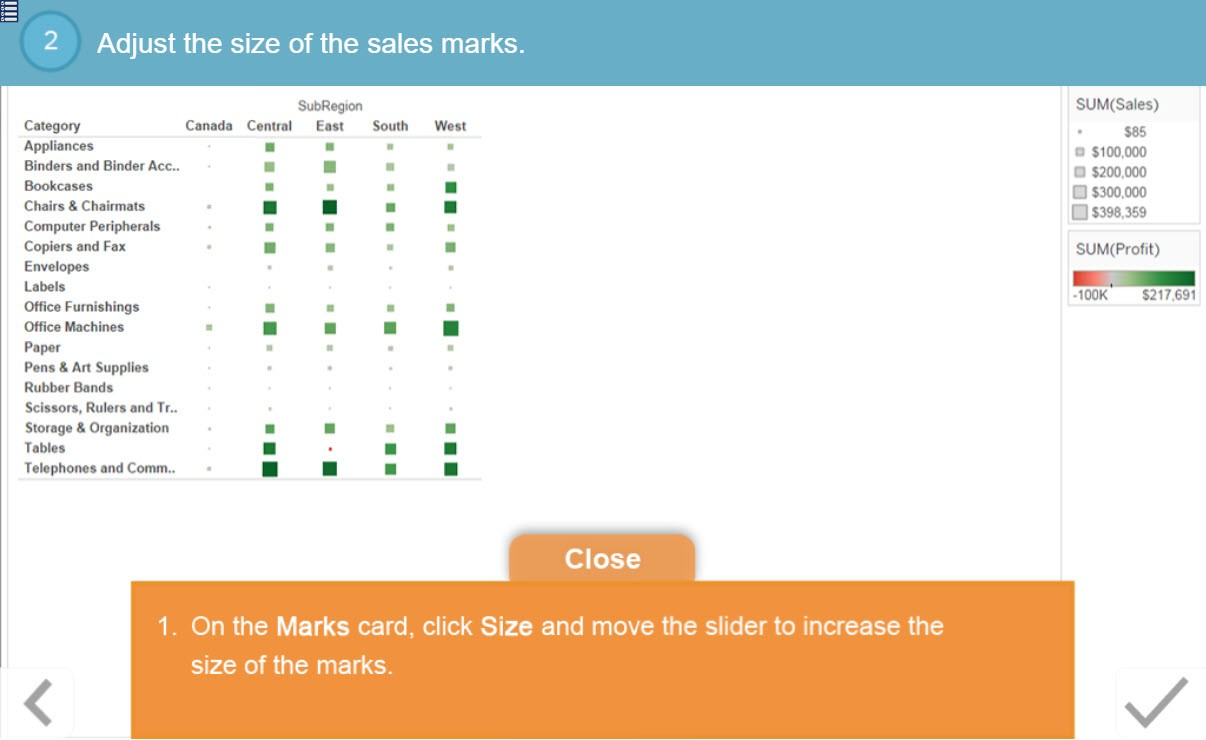 2
Adjust the size of the sales marks.
SubRegion
Category Canada Central East South West
Appliances
Binders and Binder Acc..
Bookcases
Chairs & Chairmats
Computer Peripherals
Copiers and Fax
Envelopes
Labels
Office Furnishings
Office Machines
Paper
Pens & Art Supplies
Rubber Bands
Scissors, Rulers and Tr..
Storage & Organization
Tables
Telephones and Comm..
SUM(Sales)
$85
$100,000
$200,000
$300,000
$398,359
SUM(Profit)
-100K $217,691
Close
1. On the Marks card, click Size and move the slider to increase the
size of the marks.